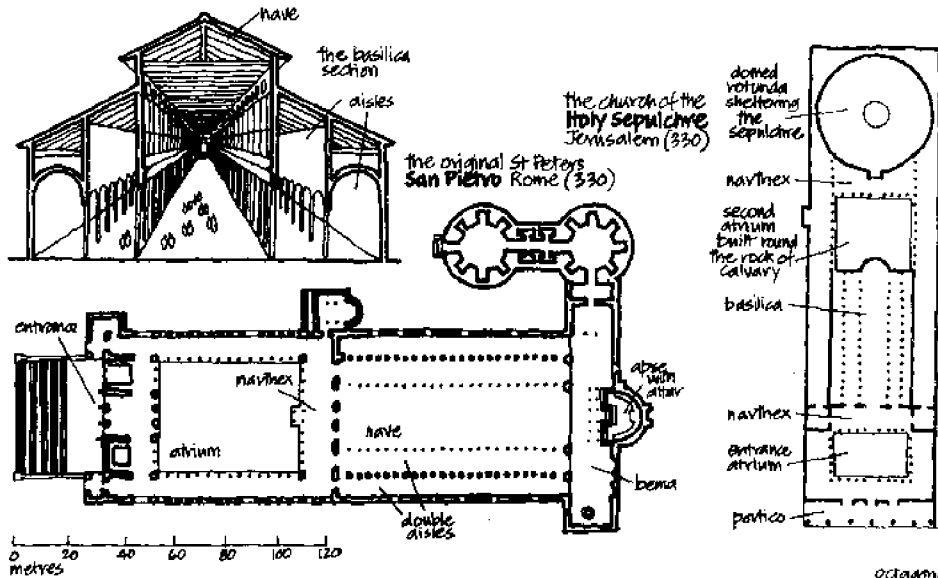 nave
the basilica
section
aisles
the church of the
Holy Sepulchre
Jerusalem (330)
the original St Peters
San Pietro Rome (330)
entrance
narthex
atrium
nave
double
aisles
apse
with
altar
bema
0 20 40 60 80 100 120
metres
domed
rotunda
sheltering
the
sepulchre
narthex
second
atrium
built round
the rock of
calvary
basilica
narthex
entrance
atrium
portico
octagon